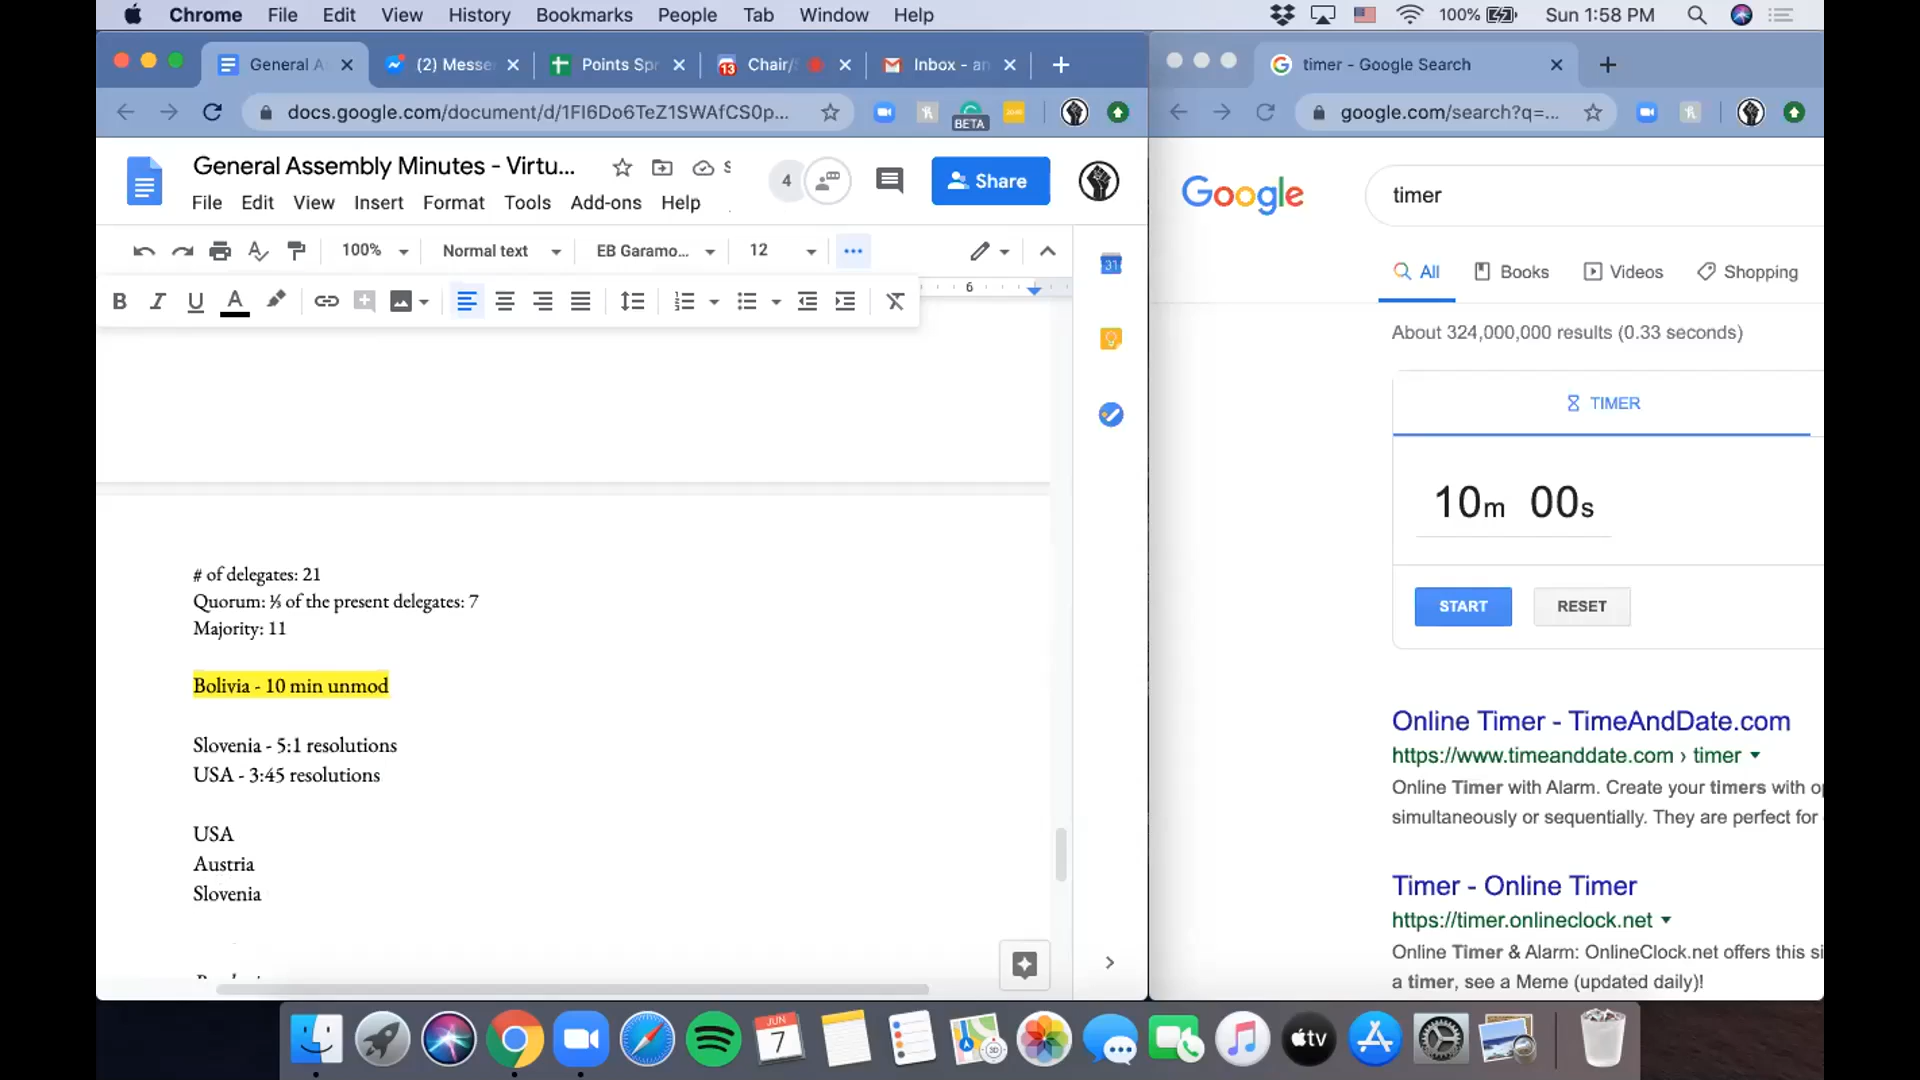 Chrome File Edit View History Bookmarks People Tab Window Help 100% Sun 1:58 PM
General A (2) Messe Points Spr 13 Chair/ Inbox - an
docs.google.com/document/d/1FI6Do6TeZ1SWAfCS0p... BETA
General Assembly Minutes - Virtu... 4 Share
File Edit View Insert Format Tools Add-ons Help
100% Normal text EB Garamo... 12
B I U A
6
31
# of delegates: 21
Quorum: ⅓ of the present delegates: 7
Majority: 11
Bolivia - 10 min unmod
Slovenia - 5:1 resolutions
USA - 3:45 resolutions
USA
Austria
Slovenia
timer - Google Search
google.com/search?q=...
Google timer
All Books Videos Shopping
About 324,000,000 results (0.33 seconds)
TIMER
10m 00s
START RESET
Online Timer - TimeAndDate.com
https://www.timeanddate.com › timer
Online Timer with Alarm. Create your timers with
simultaneously or sequentially. They are perfect for
Timer - Online Timer
https://timer.onlineclock.net
Online Timer & Alarm: OnlineClock.net offers this
a timer, see a Meme (updated daily)!
JUN
7
3D
tv